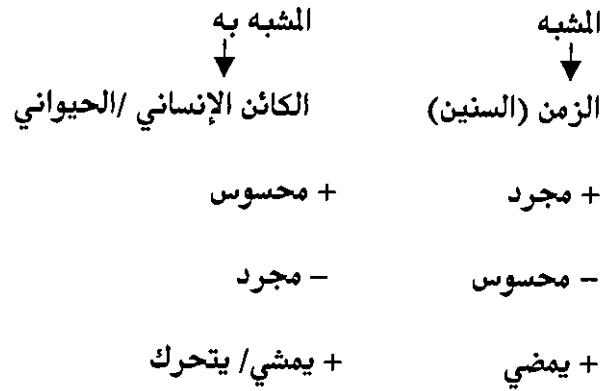 المشبه المشبه به
الزمن (السنين) الكائن الإنساني /الحيواني
+ مجرد + محسوس
– محسوس – مجرد
+ يمضي + يمشي/ يتحرك